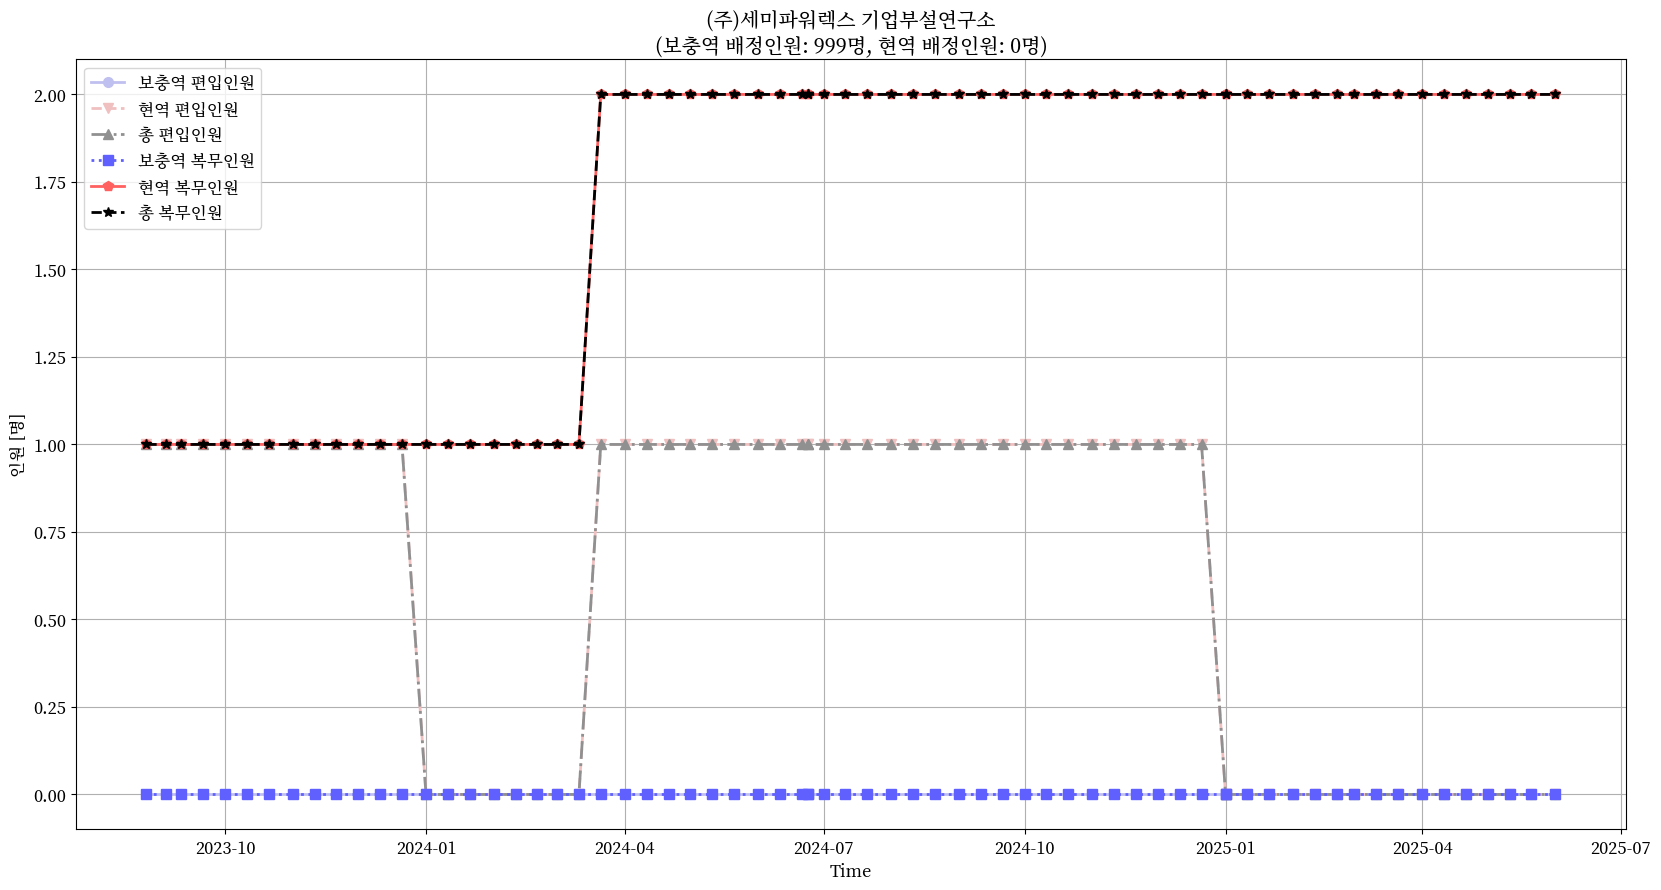 (주)세미파워렉스 기업부설연구소
(보충역 배정인원: 999명, 현역 배정인원: 0명)
보충역 편입인원
현역 편입인원
총 편입인원
보충역 복무인원
현역 복무인원
총 복무인원
2.00
1.75
1.50
1.25
1.00
0.75
0.50
0.25
0.00
인원 [명]
2023-10
2024-01
2024-04
2024-07
2024-10
2025-01
2025-04
2025-07
Time